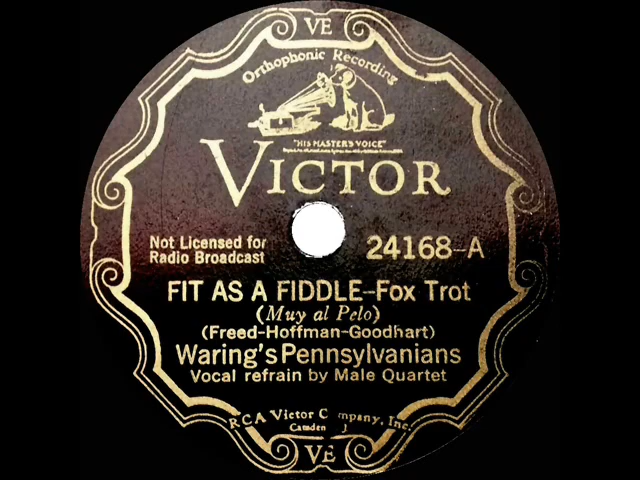 VE
Orthophonic Recording
"HIS MASTER'S VOICE"
VICTOR
Not Licensed for
Radio Broadcast
24168-A
FIT AS A FIDDLE-Fox Trot
(Muy al Pelo)
(Freed-Hoffman-Goodhart)
Waring's Pennsylvanians
Vocal refrain by Male Quartet
RCA Victor C mpany, Inc.
Camden J
VE